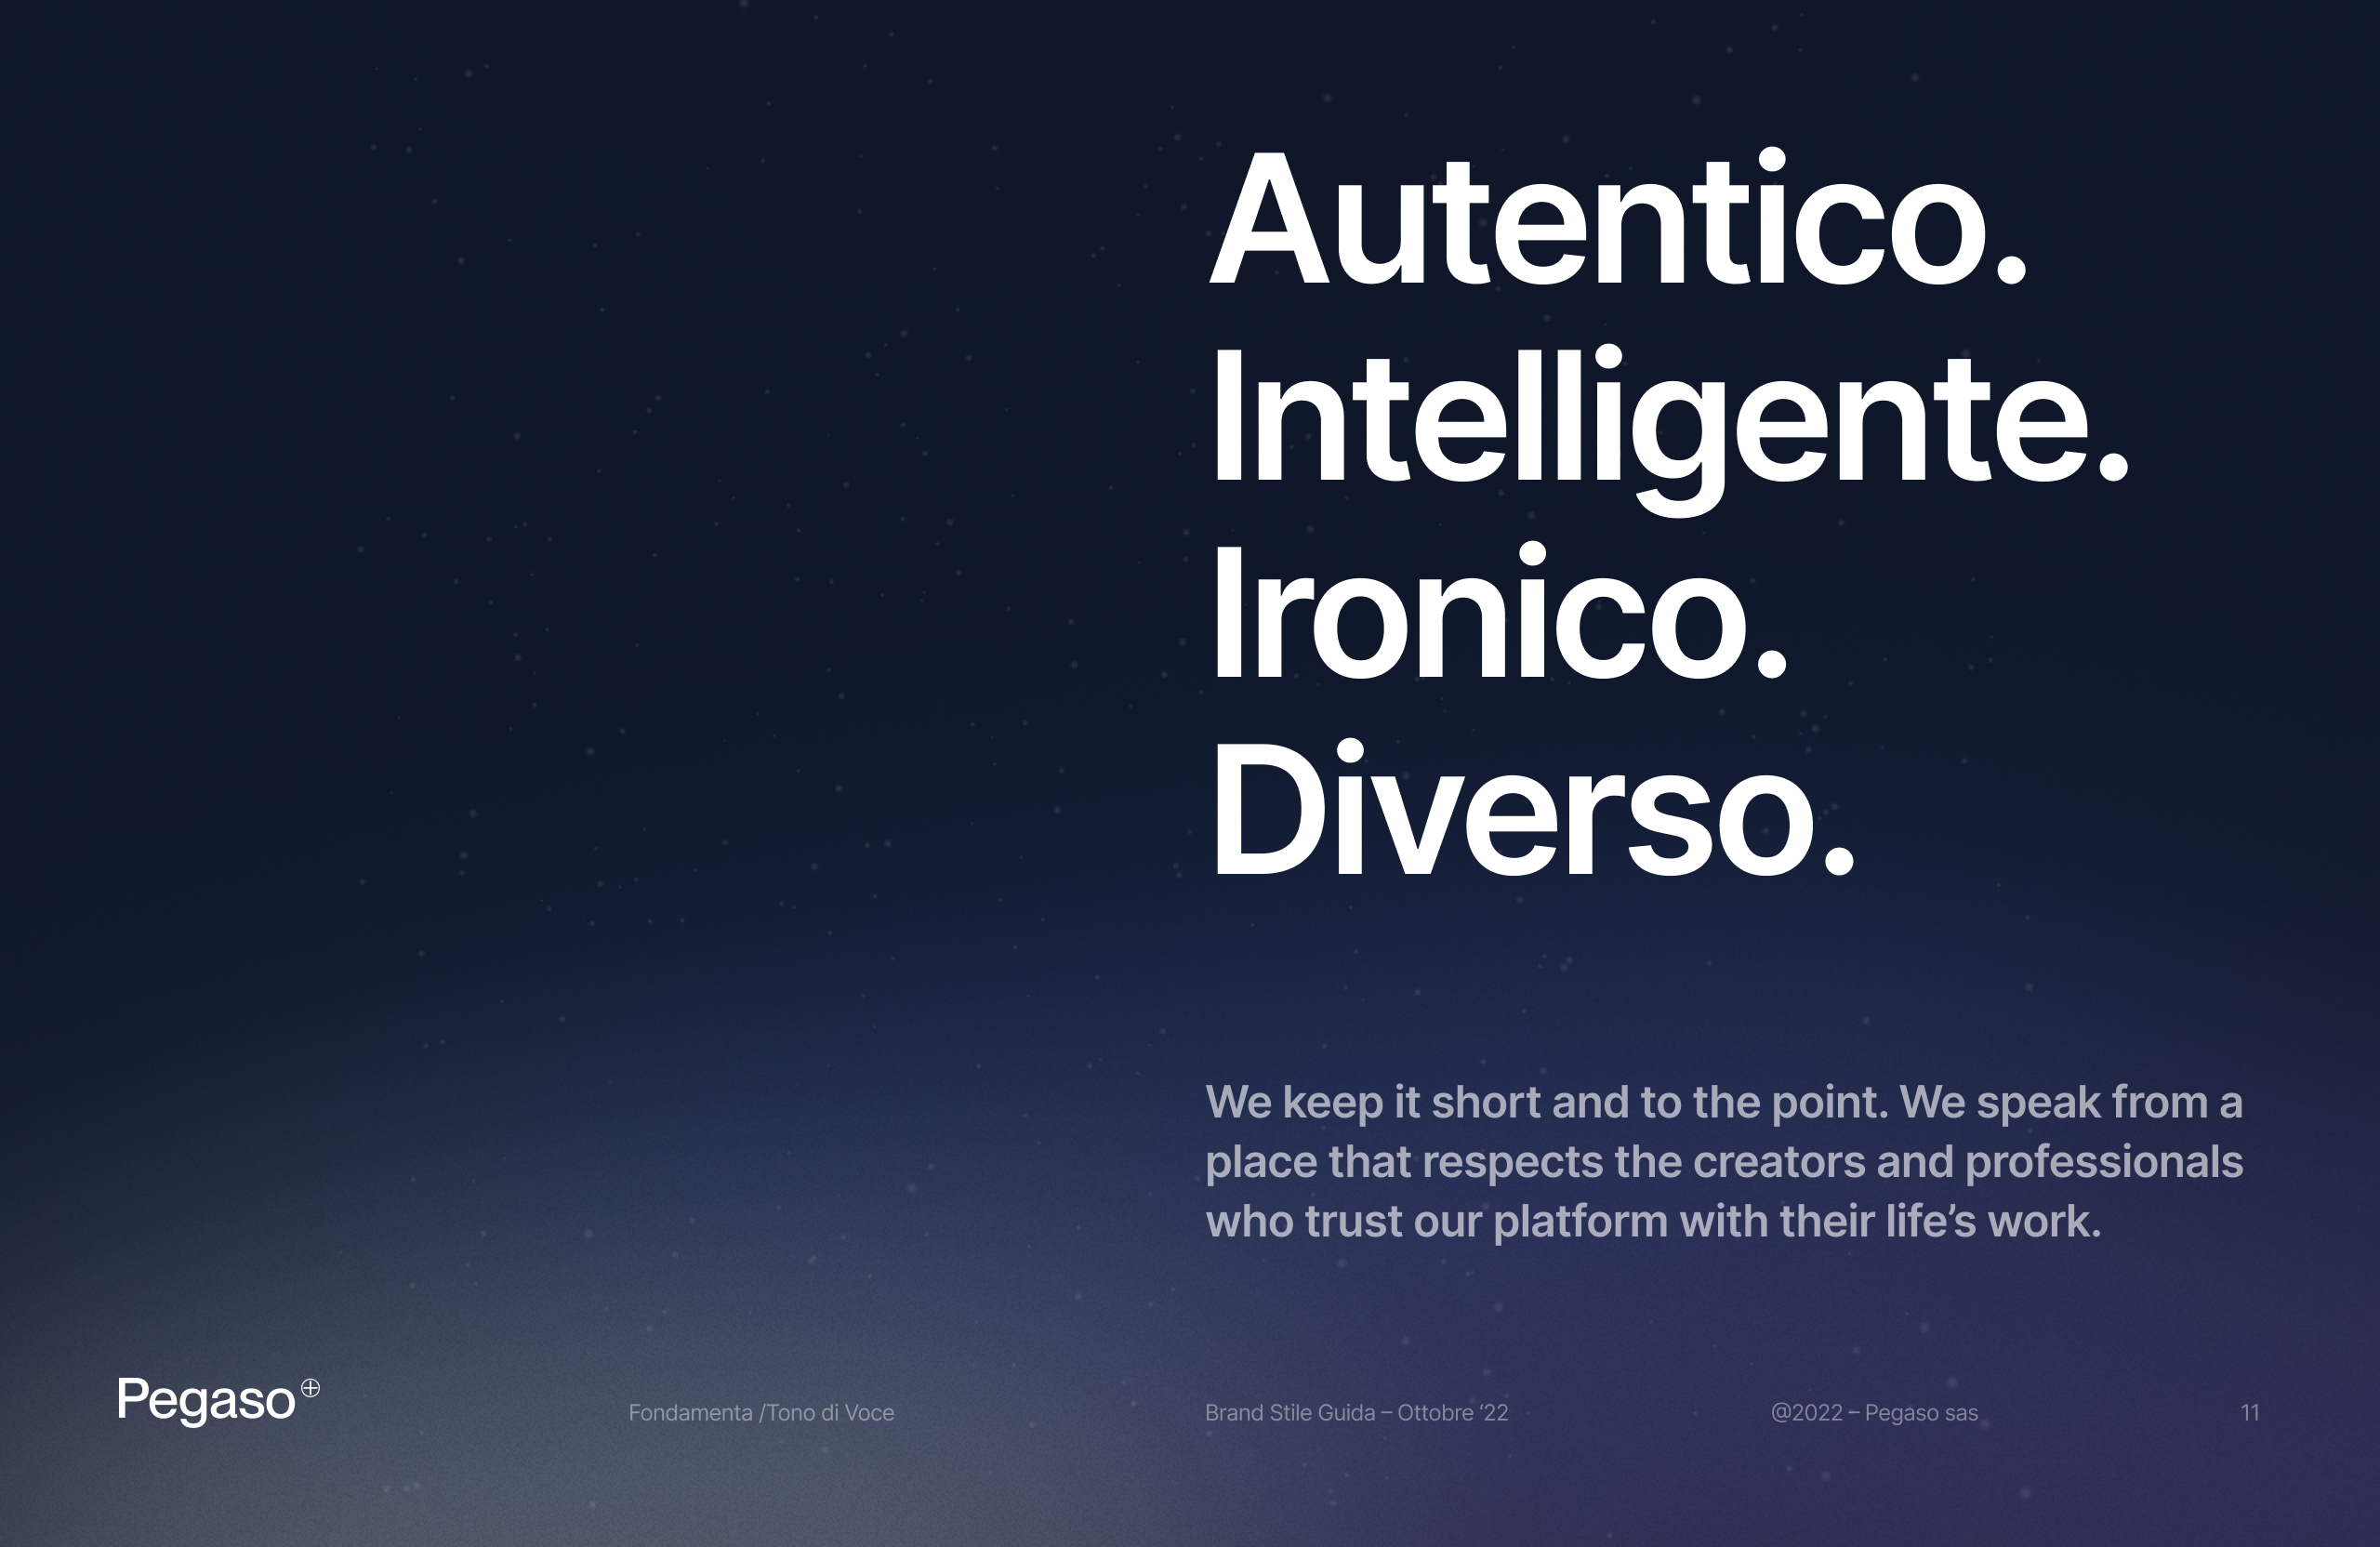 Autentico.
Intelligente.
Ironico.
Diverso.
We keep it short and to the point. We speak from a
place that respects the creators and professionals
who trust our platform with their life’s work.
Pegaso
Fondamenta /Tono di Voce
Brand Stile Guida – Ottobre ‘22
@2022 – Pegaso sas
11